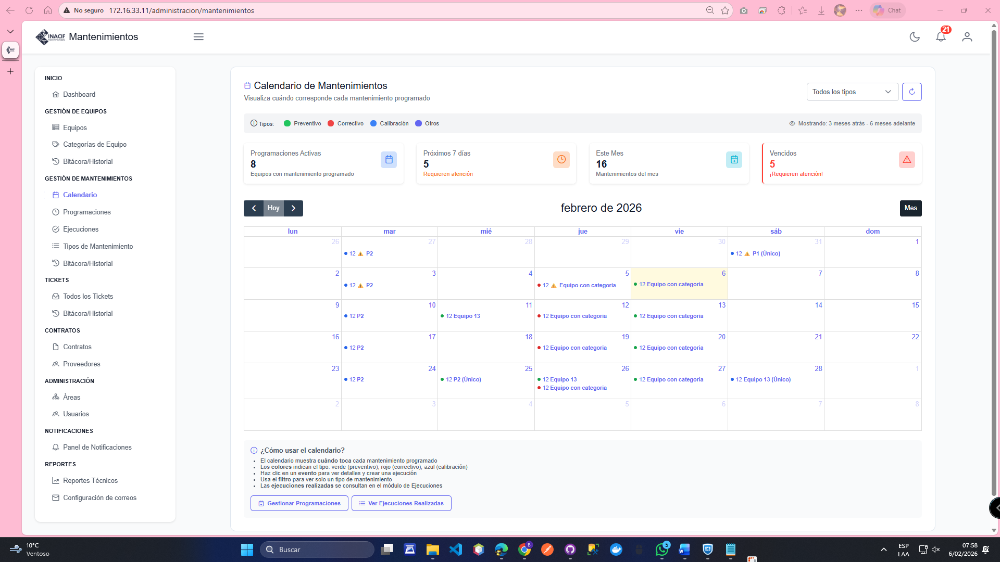 No seguro 172.16.33.11/administracion/mantenimientos
Chat
INACIF Mantenimientos
21
INICIO
Dashboard
GESTIÓN DE EQUIPOS
Equipos
Categorías de Equipo
Bitácora/Historial
GESTIÓN DE MANTENIMIENTOS
Calendario
Programaciones
Ejecuciones
Tipos de Mantenimiento
Bitácora/Historial
TICKETS
Todos los Tickets
Bitácora/Historial
CONTRATOS
Contratos
Proveedores
ADMINISTRACIÓN
Áreas
Usuarios
NOTIFICACIONES
Panel de Notificaciones
REPORTES
Reportes Técnicos
Configuración de correos
Calendario de Mantenimientos
Visualiza cuándo corresponde cada mantenimiento programado
Todos los tipos
Tipos: Preventivo Correctivo Calibración Otros
Mostrando: 3 meses atrás - 6 meses adelante
Programaciones Activas
8
Equipos con mantenimiento programado
Próximos 7 días
5
Requieren atención
Este Mes
16
Mantenimientos del mes
Vencidos
5
¡Requieren atención!
Hoy
febrero de 2026
Mes
lun mar mié jue vie sáb dom
26 27 28 29 30 31 1
12 ⚠ P2 12 ⚠ P1 (Único)
2 3 4 5 6 7 8
12 ⚠ P2 12 ⚠ Equipo con categoria 12 Equipo con categoria
9 10 11 12 13 14 15
12 P2 12 Equipo 13 12 Equipo con categoria 12 Equipo con categoria
16 17 18 19 20 21 22
12 P2 12 Equipo con categoria 12 Equipo con categoria
23 24 25 26 27 28 1
12 P2 12 P2 (Único) 12 Equipo 13 12 Equipo con categoria 12 Equipo 13 (Único)
12 Equipo con categoria
2 3 4 5 6 7 8
¿Cómo usar el calendario?
• El calendario muestra cuándo toca cada mantenimiento programado
• Los colores indican el tipo: verde (preventivo), rojo (correctivo), azul (calibración)
• Haz clic en un evento para ver detalles y crear una ejecución
• Usa el filtro para ver solo un tipo de mantenimiento
• Las ejecuciones realizadas se consultan en el módulo de Ejecuciones
Gestionar Programaciones
Ver Ejecuciones Realizadas
10°C
Ventoso
Buscar
B
5
ESP
LAA
07:58
6/02/2026